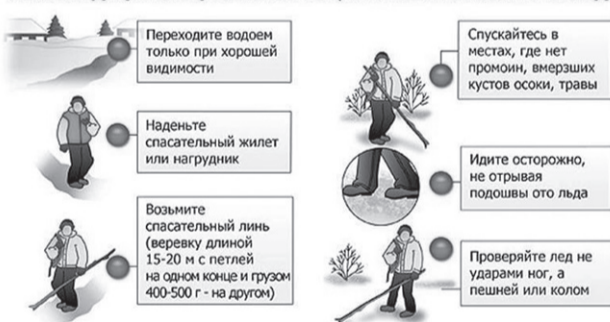 Переходите водоем
только при хорошей
видимости
Наденьте
спасательный жилет
или нагрудник
Возьмите
спасательный линь
(веревку длиной
15-20 м с петлей
на одном конце и грузом
400-500 г - на другом)
Спускайтесь в
местах, где нет
промоин, вмерзших
кустов осоки, травы
Идите осторожно,
не отрывая
подошвы ото льда
Проверяйте лед не
ударами ног, а
пешней или колом